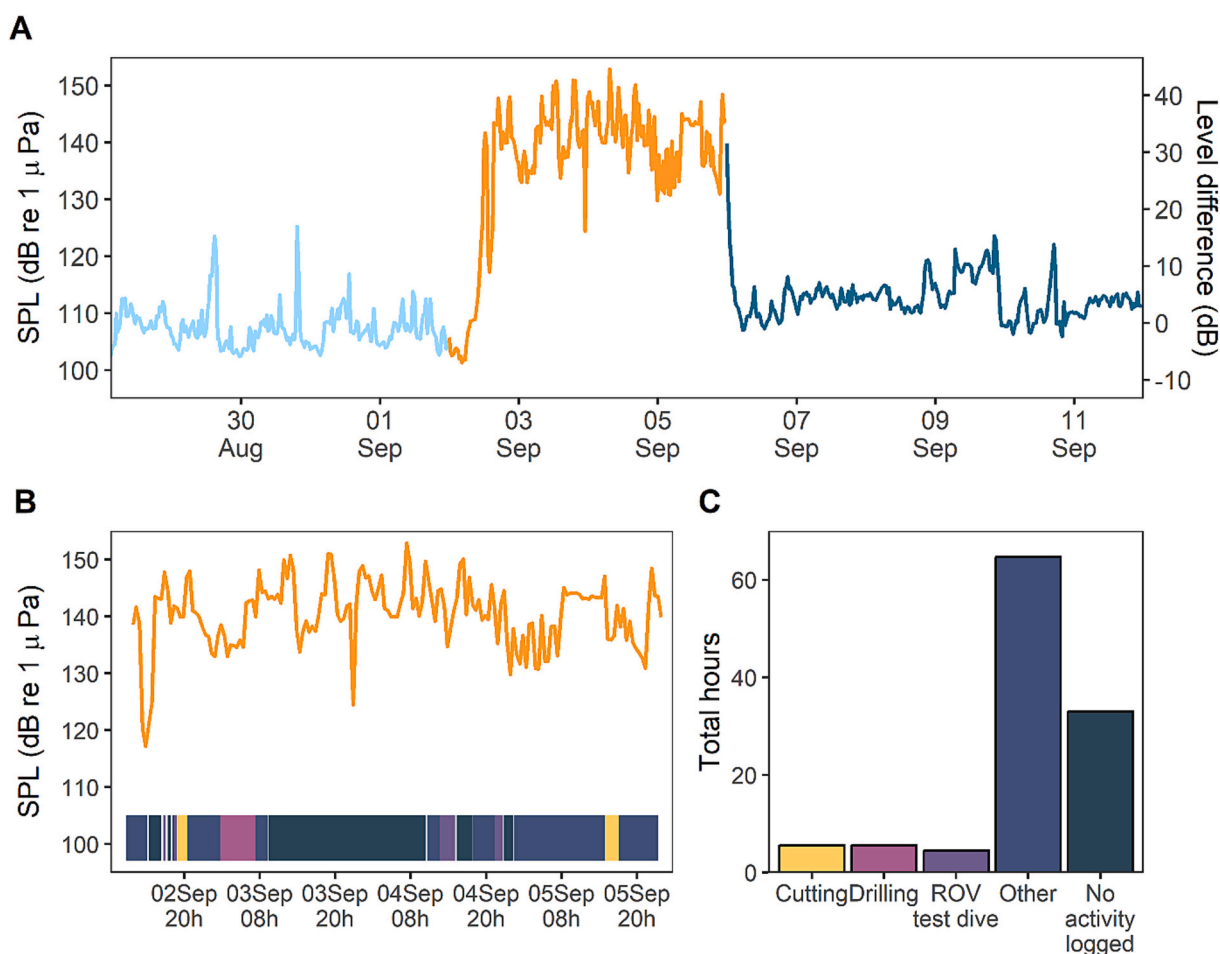 A
SPL (dB re 1 μ Pa)
150
140
130
120
110
100
40
30
20
10
0
-10
Level difference (dB)
30 Aug
01 Sep
03 Sep
05 Sep
07 Sep
09 Sep
11 Sep
B
SPL (dB re 1 μ Pa)
150
140
130
120
110
100
02Sep 20h
03Sep 08h
03Sep 20h
04Sep 08h
04Sep 20h
05Sep 08h
05Sep 20h
C
Total hours
60
40
20
0
Cutting
Drilling
ROV test dive
Other
No activity logged